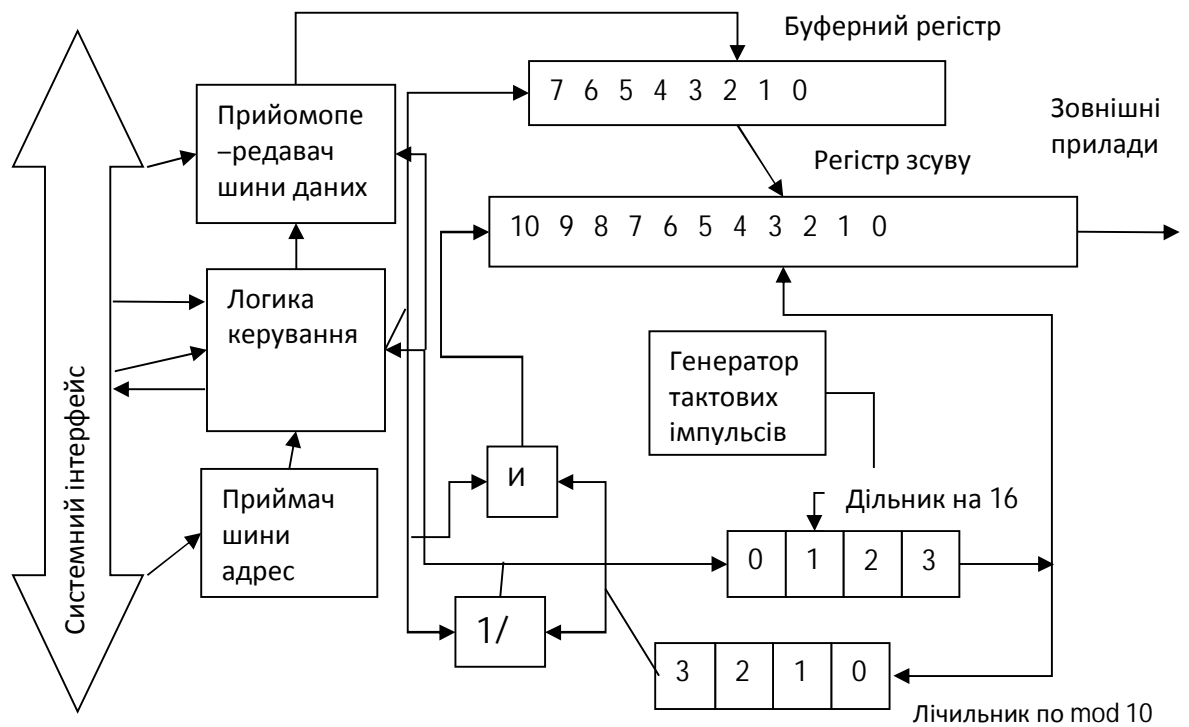 Буферний регістр
7 6 5 4 3 2 1 0
Зовнішні
прилади
Прийомопе
–редавач
шини даних
Регістр зсуву
10 9 8 7 6 5 4 3 2 1 0
Логика
керування
Генератор
тактових
імпульсів
Системний інтерфейс
И
Приймач
шини
адрес
Дільник на 16
0 1 2 3
1/
3 2 1 0
Лічильник по mod 10